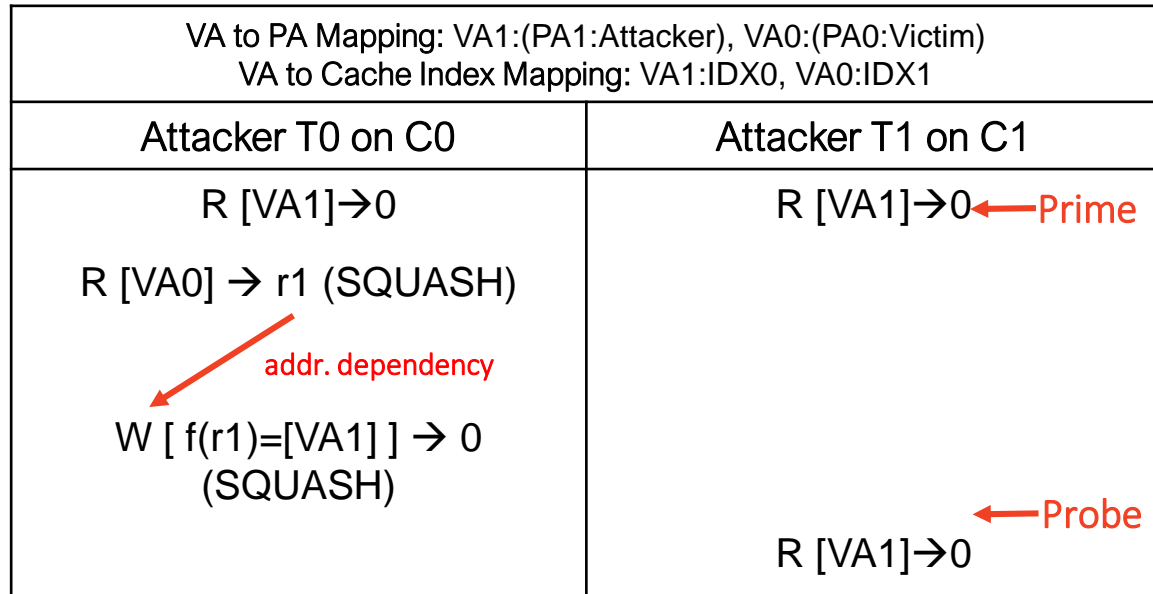 VA to PA Mapping: VA1:(PA1:Attacker), VA0:(PA0:Victim)
VA to Cache Index Mapping: VA1:IDX0, VA0:IDX1
Attacker T0 on C0
Attacker T1 on C1
R [VA1]→0
R [VA1]→0
Prime
R [VA0] → r1 (SQUASH)
addr. dependency
W [ f(r1)=[VA1] ] → 0
(SQUASH)
Probe
R [VA1]→0